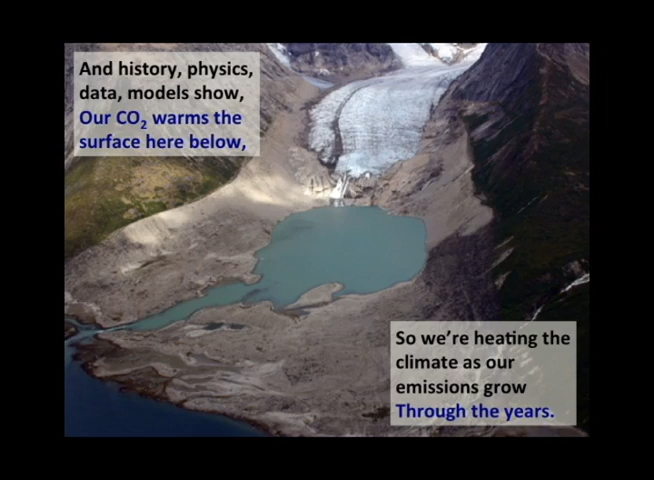 And history, physics,
data, models show,
Our CO₂ warms the
surface here below,
So we’re heating the
climate as our
emissions grow
Through the years.